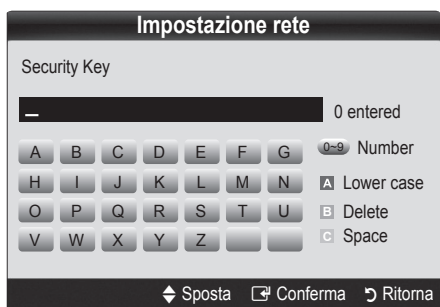 Impostazione rete
Security Key
_
0 entered
A B C D E F G 0~9 Number
H I J K L M N A Lower case
O P Q R S T U B Delete
V W X Y Z C Space
Sposta Conferma Ritorna